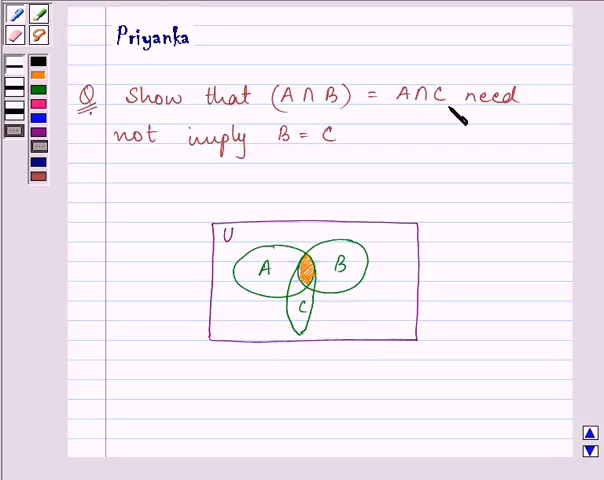 Priyanka
Q Show that (A ∩ B) = A ∩ C need
not imply B = C
U
A B
C